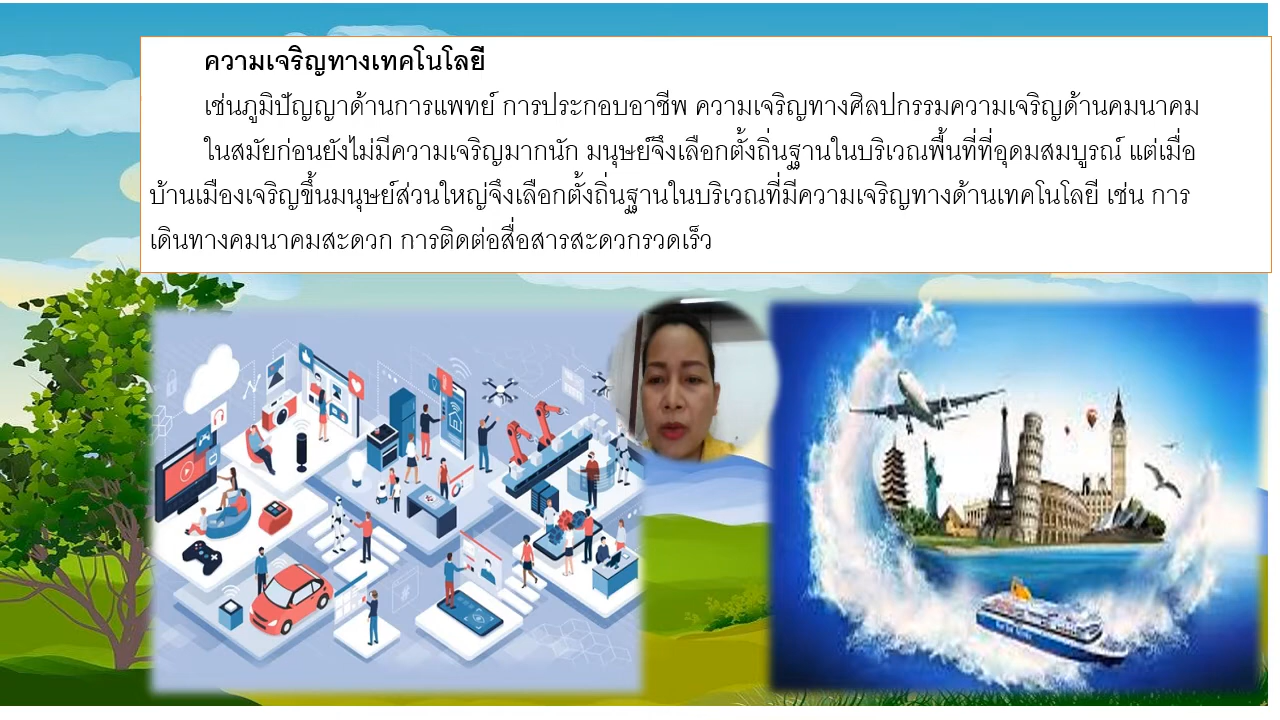 ความเจริญทางเทคโนโลยี
เช่นภูมิปัญญาด้านการแพทย์ การประกอบอาชีพ ความเจริญทางศิลปกรรมความเจริญด้านคมนาคม
ในสมัยก่อนยังไม่มีความเจริญมากนัก มนุษย์จึงเลือกตั้งถิ่นฐานในบริเวณพื้นที่ที่อุดมสมบูรณ์ แต่เมื่อ
บ้านเมืองเจริญขึ้นมนุษย์ส่วนใหญ่จึงเลือกตั้งถิ่นฐานในบริเวณที่มีความเจริญทางด้านเทคโนโลยี เช่น การ
เดินทางคมนาคมสะดวก การติดต่อสื่อสารสะดวกรวดเร็ว